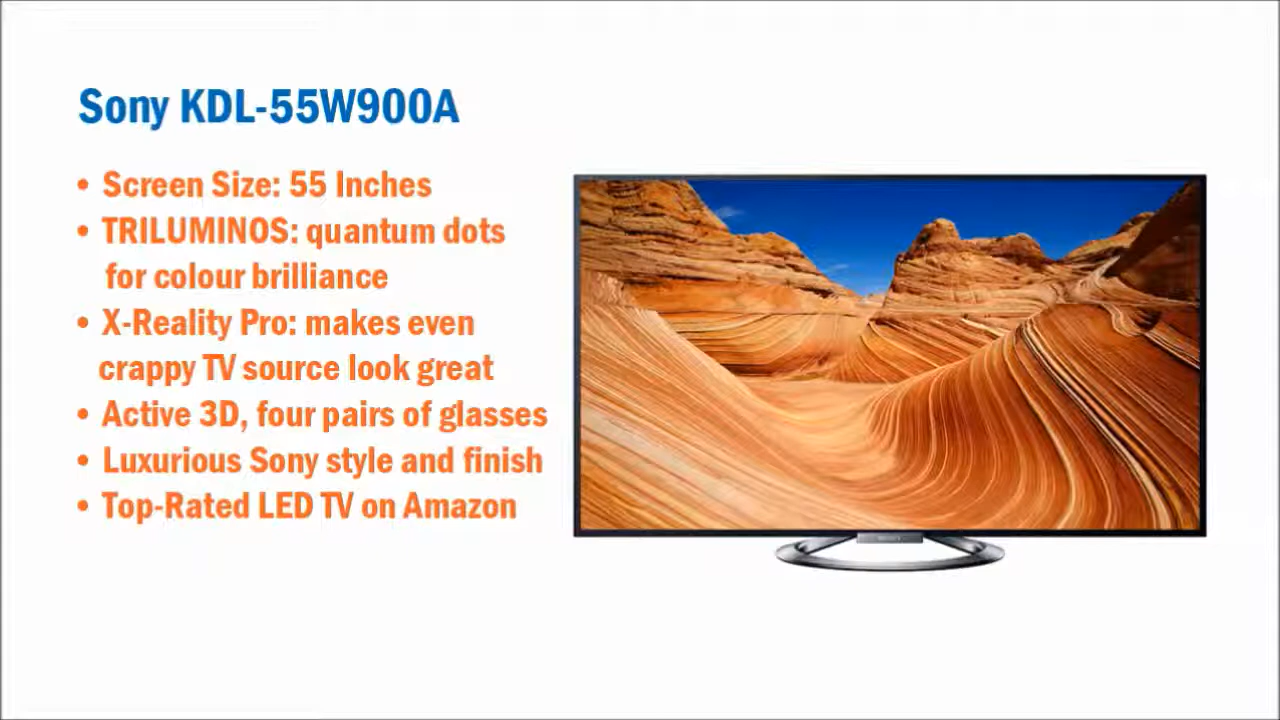 Sony KDL-55W900A
• Screen Size: 55 Inches
• TRILUMINOS: quantum dots
for colour brilliance
• X-Reality Pro: makes even
crappy TV source look great
• Active 3D, four pairs of glasses
• Luxurious Sony style and finish
• Top-Rated LED TV on Amazon